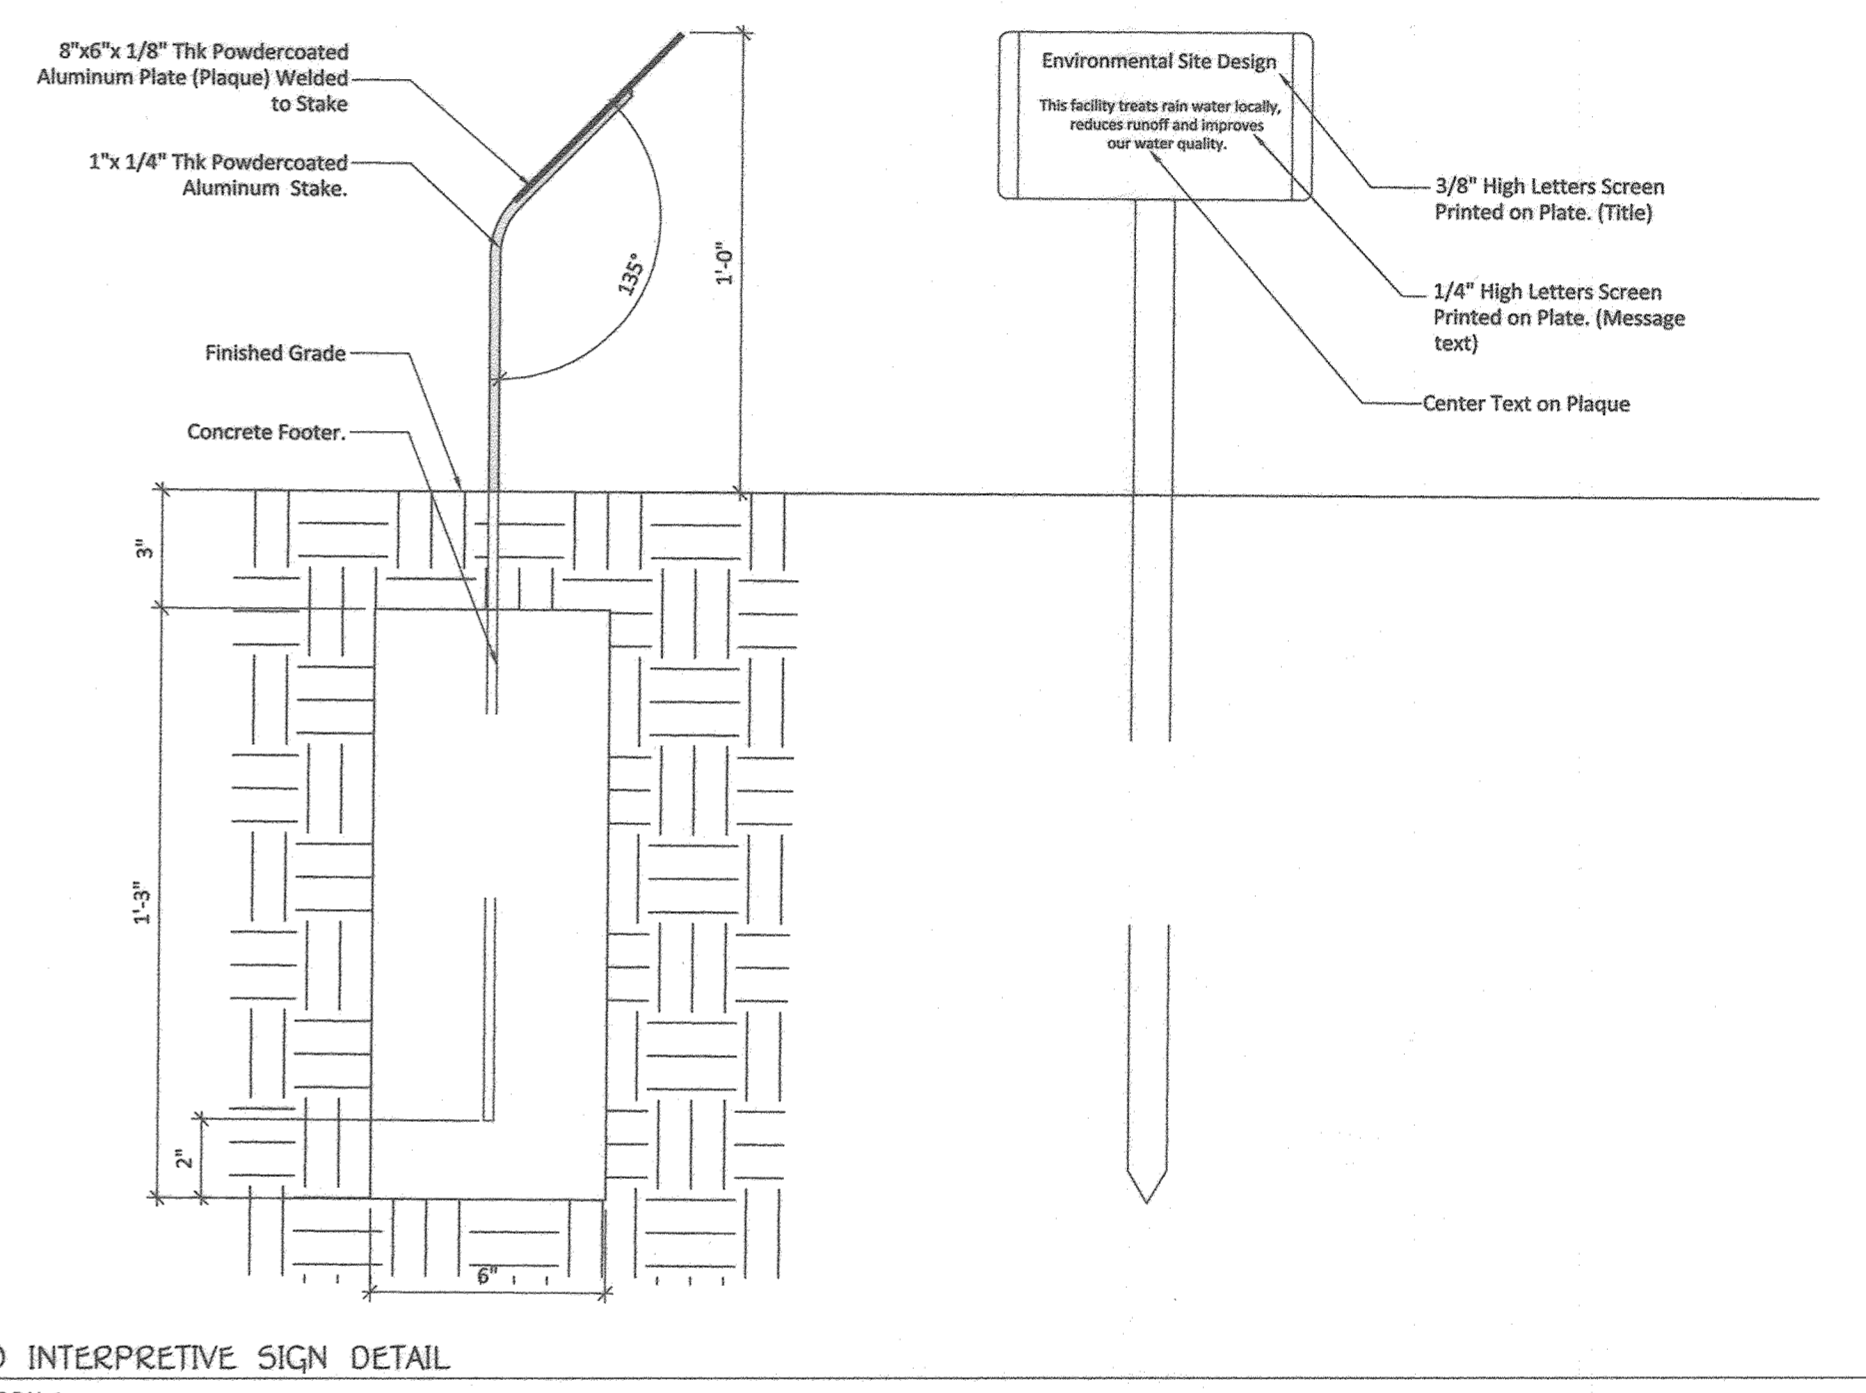 8"x6"x 1/8" Thk Powdercoated
Aluminum Plate (Plaque) Welded
to Stake
1"x 1/4" Thk Powdercoated
Aluminum Stake.
Finished Grade
Concrete Footer.
135°
1'-0"
3"
1'-3"
2"
6"
Environmental Site Design
This facility treats rain water locally,
reduces runoff and improves
our water quality.
3/8" High Letters Screen
Printed on Plate. (Title)
1/4" High Letters Screen
Printed on Plate. (Message
text)
Center Text on Plaque
INTERPRETIVE SIGN DETAIL